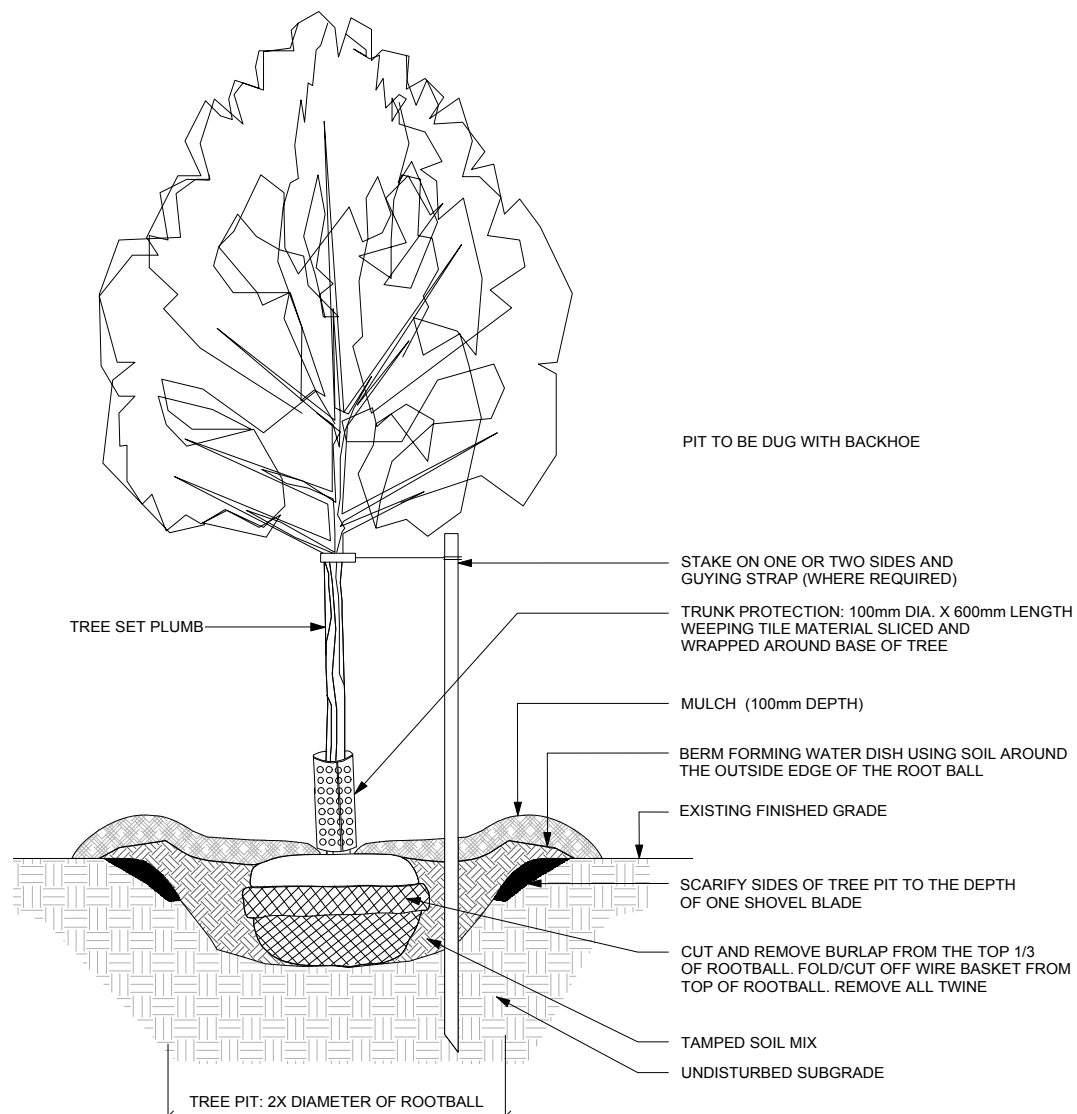 PIT TO BE DUG WITH BACKHOE
STAKE ON ONE OR TWO SIDES AND
GUYING STRAP (WHERE REQUIRED)
TREE SET PLUMB
TRUNK PROTECTION: 100mm DIA. X 600mm LENGTH
WEEPING TILE MATERIAL SLICED AND
WRAPPED AROUND BASE OF TREE
MULCH (100mm DEPTH)
BERM FORMING WATER DISH USING SOIL AROUND
THE OUTSIDE EDGE OF THE ROOT BALL
EXISTING FINISHED GRADE
SCARIFY SIDES OF TREE PIT TO THE DEPTH
OF ONE SHOVEL BLADE
CUT AND REMOVE BURLAP FROM THE TOP 1/3
OF ROOTBALL. FOLD/CUT OFF WIRE BASKET FROM
TOP OF ROOTBALL. REMOVE ALL TWINE
TAMPED SOIL MIX
UNDISTURBED SUBGRADE
TREE PIT: 2X DIAMETER OF ROOTBALL